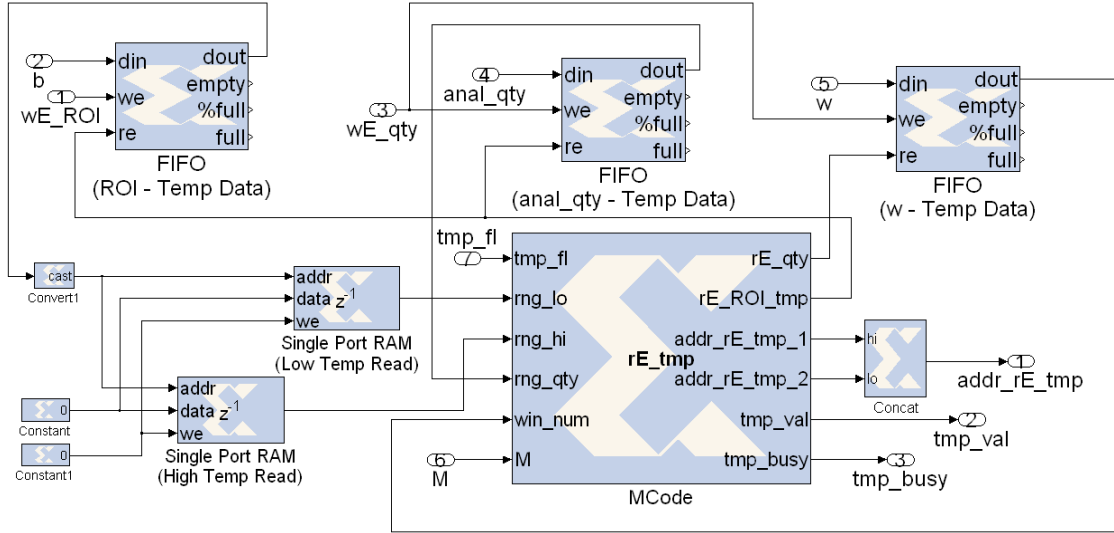 2
b
1
wE_ROI
din
we
re
dout
empty
%full
full
FIFO
(ROI - Temp Data)
4
anal_qty
3
wE_qty
din
we
re
dout
empty
%full
full
FIFO
(anal_qty - Temp Data)
5
w
din
we
re
dout
empty
%full
full
FIFO
(w - Temp Data)
tmp_fl
7
cast
Convert1
addr
data
we
z-1
Single Port RAM
(Low Temp Read)
addr
data
we
z-1
Single Port RAM
(High Temp Read)
0
Constant
0
Constant1
6
M
tmp_fl
rng_lo
rng_hi
rng_qty
win_num
M
rE_tmp
rE_qty
rE_ROI_tmp
addr_rE_tmp_1
addr_rE_tmp_2
tmp_val
tmp_busy
MCode
hi
lo
Concat
1
addr_rE_tmp
2
tmp_val
3
tmp_busy